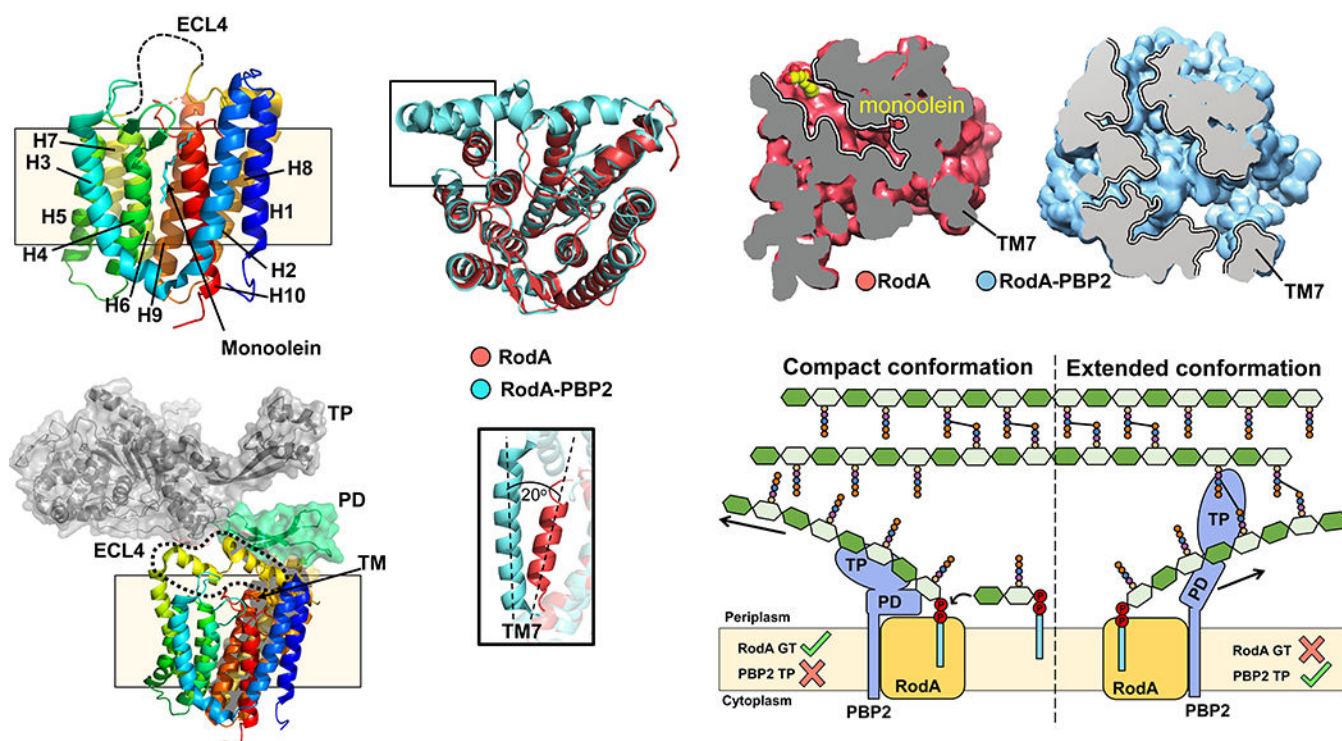 ECL4
H7
H3
H5
H4
H6
H9
H8
H1
H2
H10
Monoolein
RodA
RodA-PBP2
20°
TM7
monoolein
TM7
RodA
RodA-PBP2
TM7
TP
PD
ECL4
TM
Compact conformation
Extended conformation
TP
PD
P
P
P
P
Periplasm
RodA GT
PBP2 TP
Cytoplasm
RodA
PBP2
TP
PD
P
P
RodA
PBP2
RodA GT
PBP2 TP